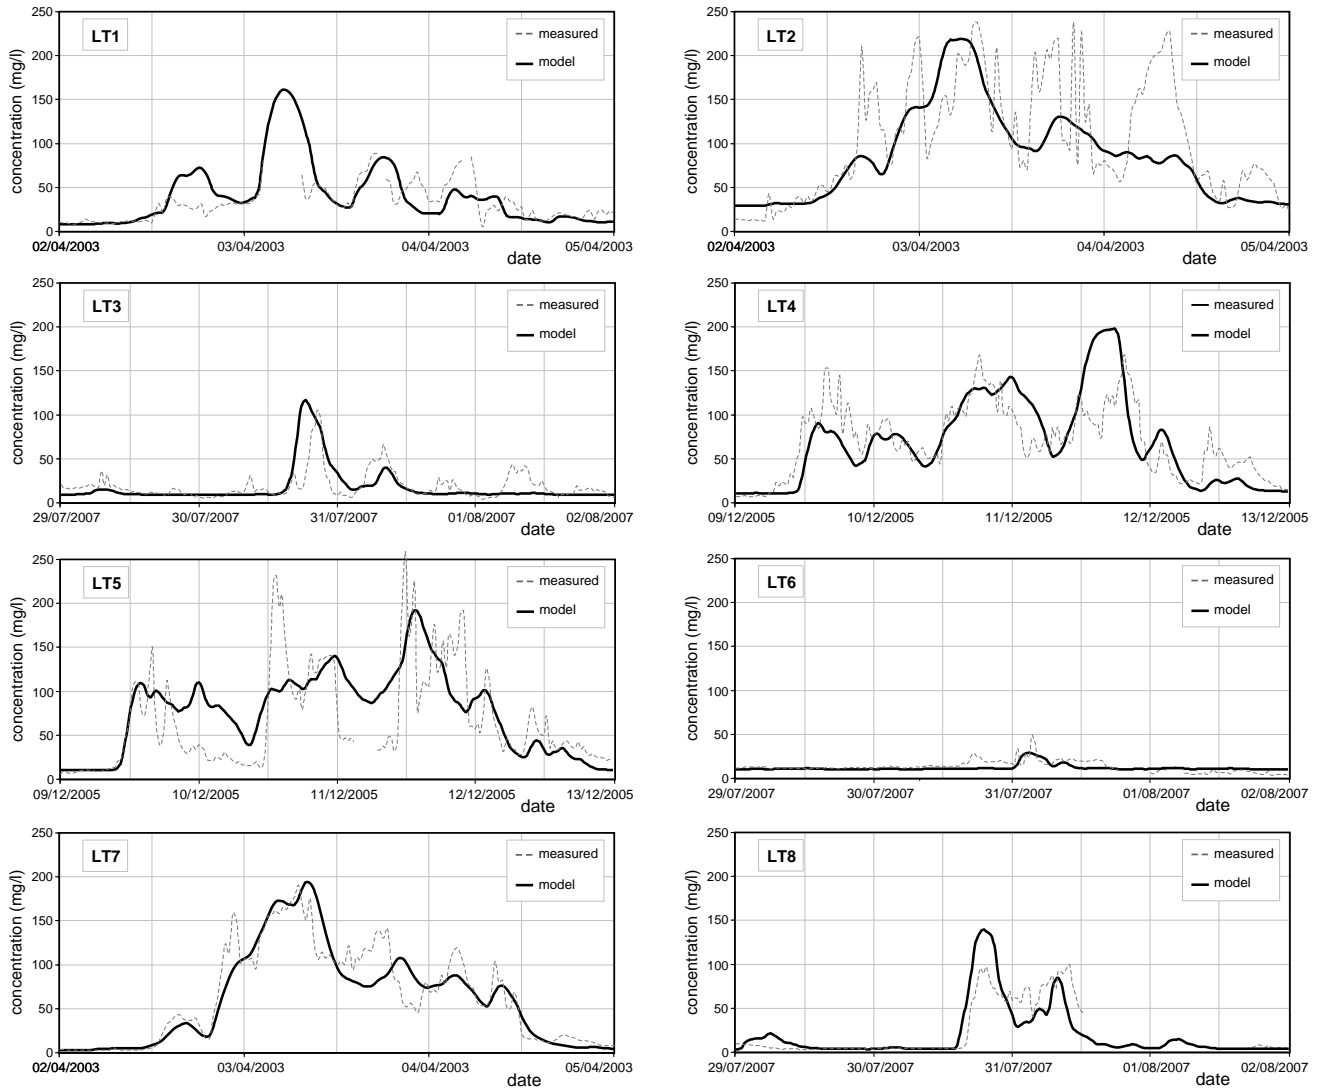 LT1
measured
model
concentration (mg/l)
250
200
150
100
50
0
02/04/2003
03/04/2003
04/04/2003
05/04/2003
date
LT2
measured
model
concentration (mg/l)
250
200
150
100
50
0
02/04/2003
03/04/2003
04/04/2003
05/04/2003
date
LT3
measured
model
concentration (mg/l)
250
200
150
100
50
0
29/07/2007
30/07/2007
31/07/2007
01/08/2007
02/08/2007
date
LT4
measured
model
concentration (mg/l)
250
200
150
100
50
0
09/12/2005
10/12/2005
11/12/2005
12/12/2005
13/12/2005
date
LT5
measured
model
concentration (mg/l)
250
200
150
100
50
0
09/12/2005
10/12/2005
11/12/2005
12/12/2005
13/12/2005
date
LT6
measured
model
concentration (mg/l)
250
200
150
100
50
0
29/07/2007
30/07/2007
31/07/2007
01/08/2007
02/08/2007
date
LT7
measured
model
concentration (mg/l)
250
200
150
100
50
0
02/04/2003
03/04/2003
04/04/2003
05/04/2003
date
LT8
measured
model
concentration (mg/l)
250
200
150
100
50
0
29/07/2007
30/07/2007
31/07/2007
01/08/2007
02/08/2007
date